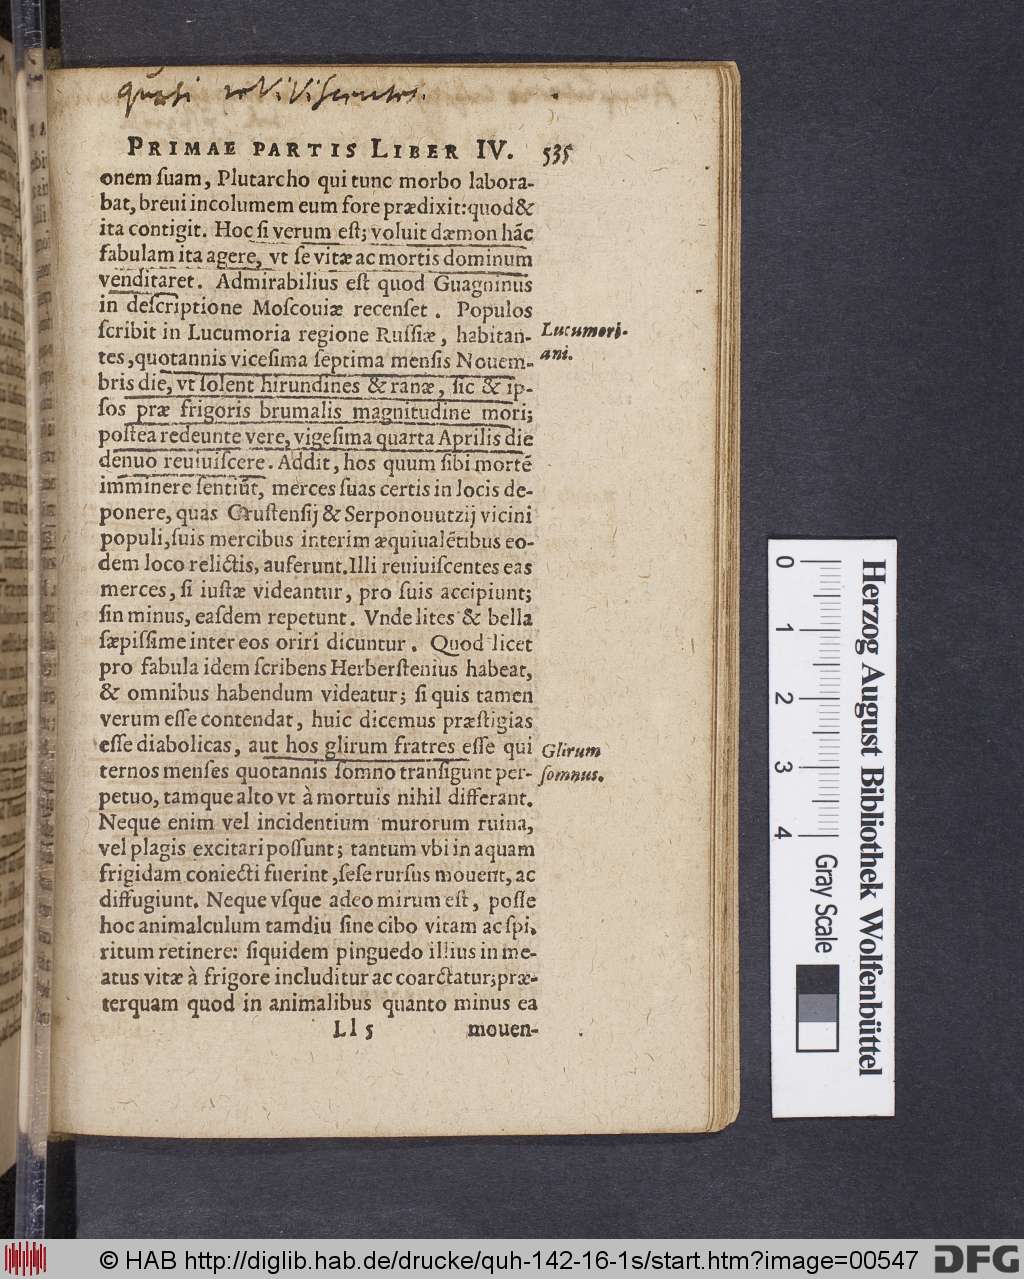 quasi reviviscentes.
PRIMAE PARTIS LIBER IV. 535
onem ſuam, Plutarcho qui tunc morbo labora-
bat, breui incolumem eum fore prædixit: quod &
ita contigit. Hoc ſi verum eſt; voluit dæmon hāc
fabulam ita agere, vt ſe vitæ ac mortis dominum
venditaret. Admirabilius eſt quod Guagninus
in deſcriptione Moſcouiæ recenſet. Populos
ſcribit in Lucumoria regione Ruſſiæ, habitan-
Lucumori-
tes, quotannis viceſima ſeptima menſis Nouem-
ani.
bris die, vt ſolent hirundines & ranæ, ſic & ip-
ſos præ frigoris brumalis magnitudine mori;
poſtea redeunte vere, vigeſima quarta Aprilis die
denuo reuiuiſcere. Addit, hos quum ſibi mortē
imminere ſentiūt, merces ſuas certis in locis de-
ponere, quas Gruſtenſij & Serponouutzij vicini
populi, ſuis mercibus interim æquiualētibus eo-
dem loco relictis, auferunt. Illi reuiuiſcentes eas
merces, ſi iuſtæ videantur, pro ſuis accipiunt;
ſin minus, eaſdem repetunt. Vnde lites & bella
ſæpiſſime inter eos oriri dicuntur. Quod licet
pro fabula idem ſcribens Herberſtenius habeat,
& omnibus habendum videatur; ſi quis tamen
verum eſſe contendat, huic dicemus præſtigias
eſſe diabolicas, aut hos glirum fratres eſſe qui
Glirum
ternos menſes quotannis ſomno tranſigunt per-
ſomnus.
petuo, tamque alto vt à mortuis nihil differant.
Neque enim vel incidentium murorum ruina,
vel plagis excitari poſſunt; tantum vbi in aquam
frigidam coniecti fuerint, ſeſe rurſus mouent, ac
diffugiunt. Neque vſque adeo mirum eſt, poſſe
hoc animalculum tamdiu ſine cibo vitam ac ſpi-
ritum retinere: ſiquidem pinguedo illius in me-
atus vitæ à frigore includitur ac coarctatur; præ-
terquam quod in animalibus quanto minus ea
Ll 5 mouen-
0 1 2 3 4
Gray Scale
Herzog August Bibliothek Wolfenbüttel
© HAB http://diglib.hab.de/drucke/quh-142-16-1s/start.htm?image=00547
DFG